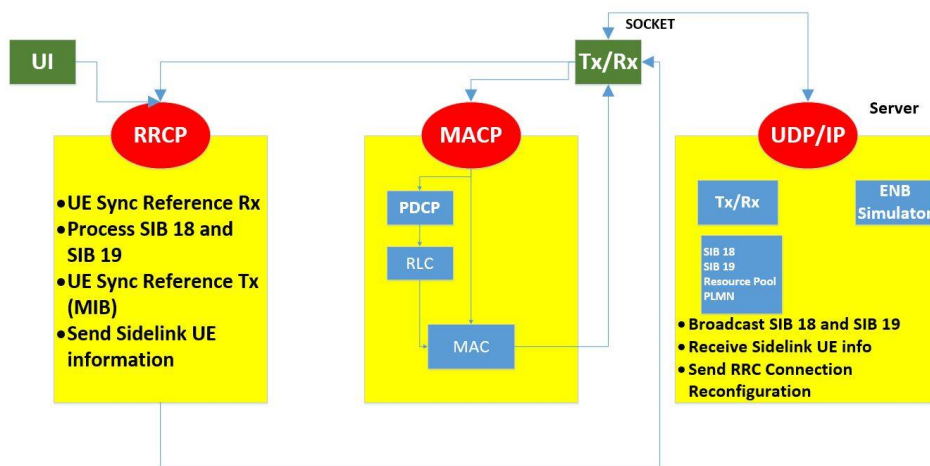 SOCKET
UI
Tx/Rx
Server
RRCP
MACP
UDP/IP
•UE Sync Reference Rx
•Process SIB 18 and
SIB 19
•UE Sync Reference Tx
(MIB)
•Send Sidelink UE
information
PDCP
RLC
MAC
Tx/Rx
ENB
Simulator
SIB 18
SIB 19
Resource Pool
PLMN
• Broadcast SIB 18 and SIB 19
• Receive Sidelink UE info
• Send RRC Connection
Reconfiguration